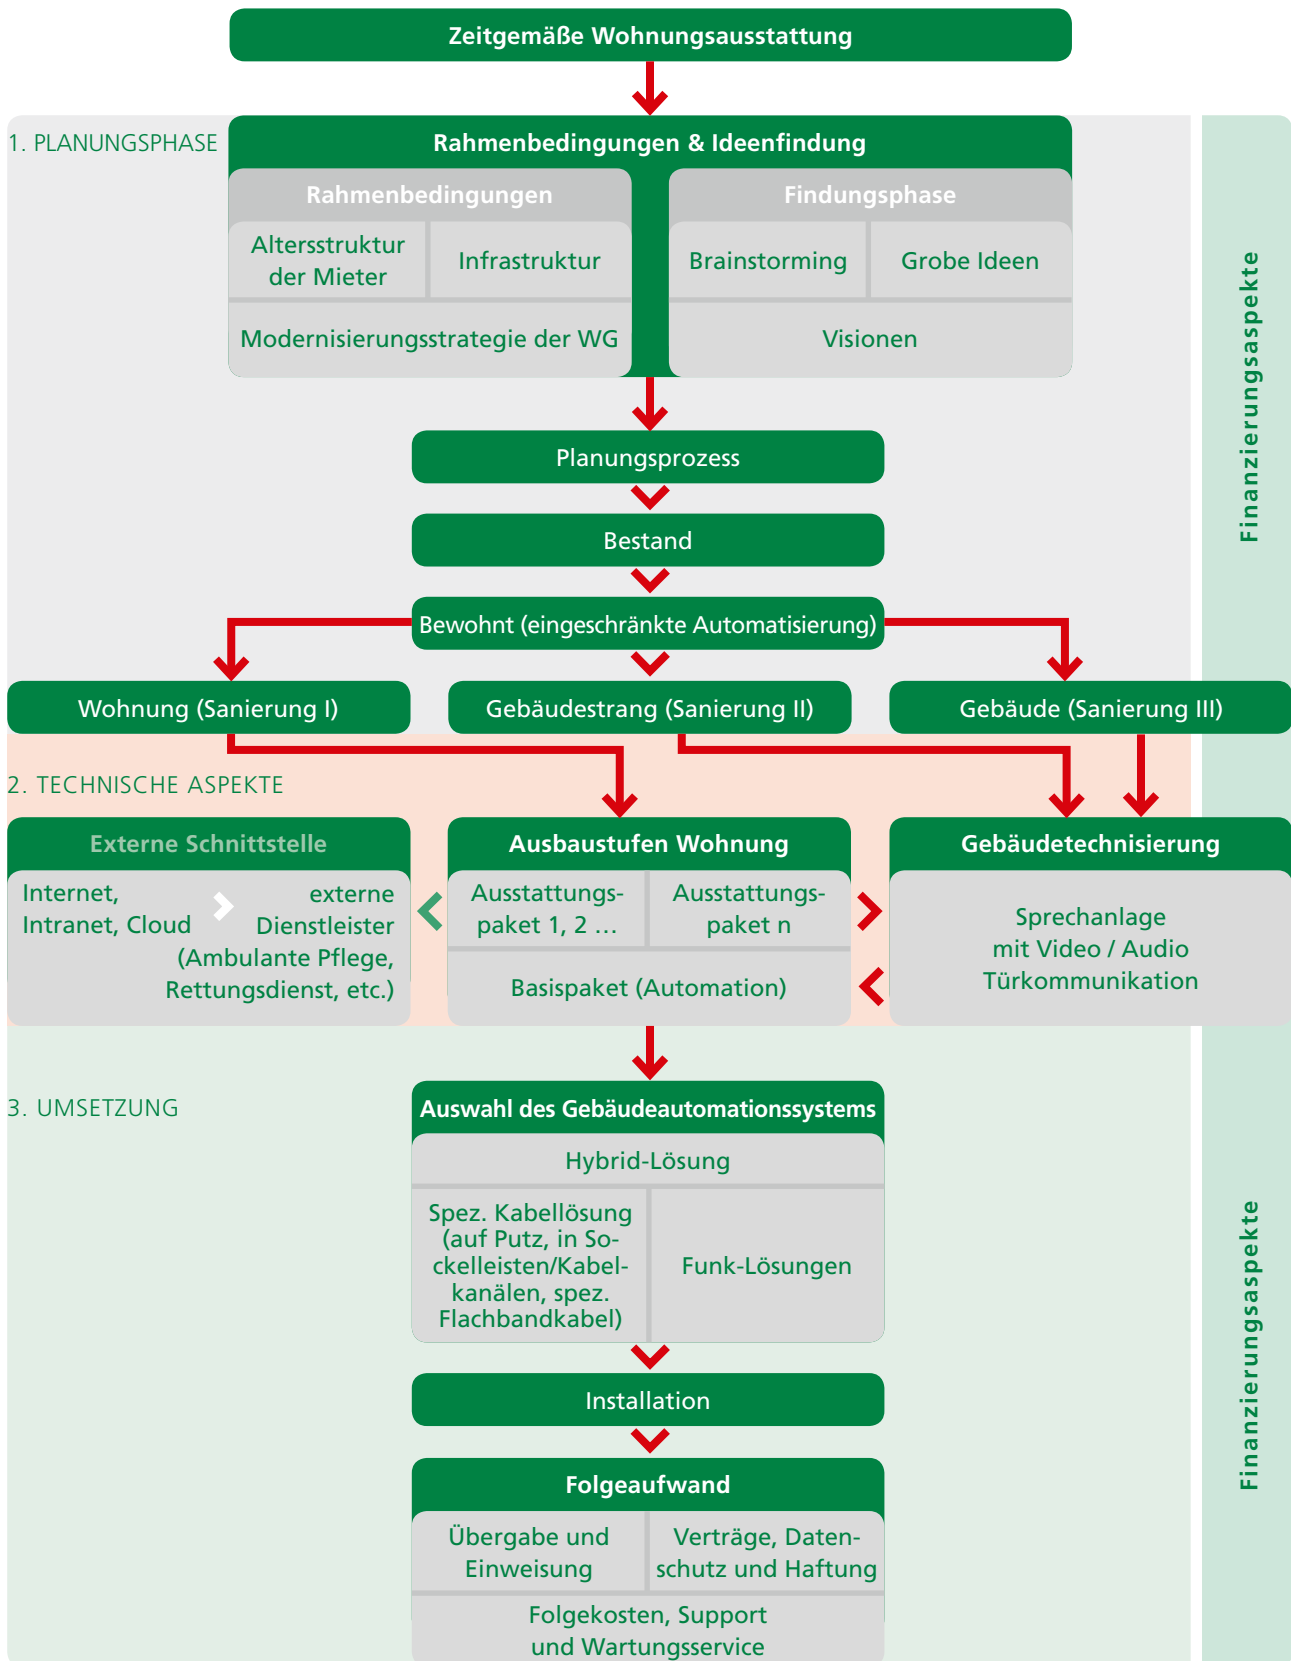 Zeitgemäße Wohnungsausstattung
1. PLANUNGSPHASE
Rahmenbedingungen & Ideenfindung
Rahmenbedingungen
Altersstruktur
der Mieter
Infrastruktur
Modernisierungsstrategie der WG
Findungsphase
Brainstorming
Grobe Ideen
Visionen
Finanzierungsaspekte
Planungsprozess
Bestand
Bewohnt (eingeschränkte Automatisierung)
Wohnung (Sanierung I)
Gebäudestrang (Sanierung II)
Gebäude (Sanierung III)
2. TECHNISCHE ASPEKTE
Externe Schnittstelle
Internet,
Intranet, Cloud
externe
Dienstleister
(Ambulante Pflege,
Rettungsdienst, etc.)
Ausbaustufen Wohnung
Ausstattungs-
paket 1, 2 …
Ausstattungs-
paket n
Basispaket (Automation)
Gebäudetechnisierung
Sprechanlage
mit Video / Audio
Türkommunikation
3. UMSETZUNG
Auswahl des Gebäudeautomationssystems
Hybrid-Lösung
Spez. Kabellösung
(auf Putz, in So-
ckelleisten/Kabel-
kanälen, spez.
Flachbandkabel)
Funk-Lösungen
Finanzierungsaspekte
Installation
Folgeaufwand
Übergabe und
Einweisung
Verträge, Daten-
schutz und Haftung
Folgekosten, Support
und Wartungsservice